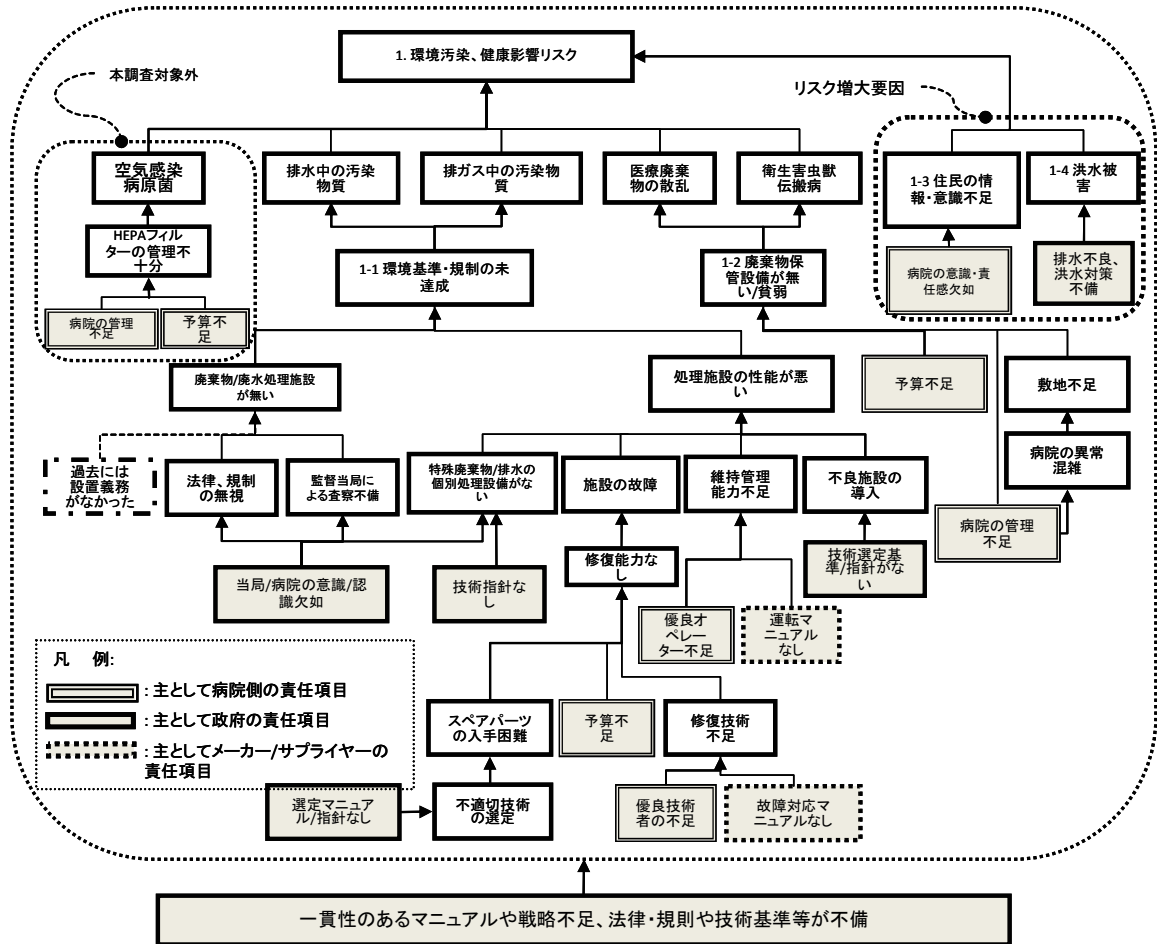 1. 環境汚染、健康影響リスク
本調査対象外
リスク増大要因
空気感染
病原菌
排水中の汚染
物質
排ガス中の汚染物
質
医療廃棄
物の散乱
衛生害虫獣
伝搬病
1-3 住民の情
報・意識不足
1-4 洪水被
害
HEPAフィル
ターの管理不
十分
1-1 環境基準・規制の未
達成
1-2 廃棄物保
管設備が無
い/貧弱
病院の意識・責
任感欠如
排水不良、
洪水対策
不備
病院の管理
不足
予算不
足
廃棄物/廃水処理施設
が無い
処理施設の性能が悪
い
予算不足
敷地不足
過去には
設置義務
がなかった
法律、規制
の無視
監督当局に
よる査察不備
特殊廃棄物/排水の
個別処理設備がな
い
施設の故障
維持管理
能力不足
不良施設の
導入
病院の異常
混雑
病院の管理
不足
当局/病院の意識/認
識欠如
技術指針な
し
修復能力な
し
技術選定基
準/指針がな
い
優良オ
ペレー
ター不足
運転マ
ニュアル
なし
凡 例:
：主として病院側の責任項目
：主として政府の責任項目
：主としてメーカー/サプライヤーの
責任項目
スペアパーツ
の入手困難
予算不
足
修復技術
不足
選定マニュア
ル/指針なし
不適切技術
の選定
優良技術
者の不足
故障対応マ
ニュアルなし
一貫性のあるマニュアルや戦略不足、法律・規則や技術基準等が不備